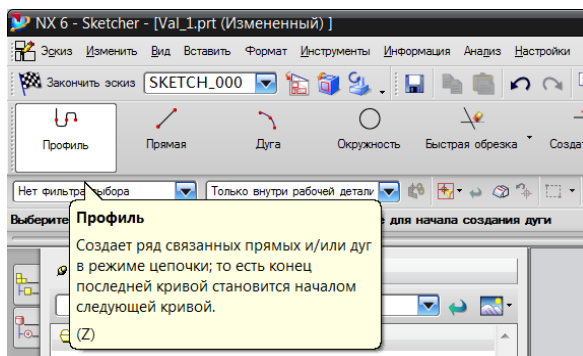 NX 6 - Sketcher - [Val_1.prt (Измененный) ]
Эскиз Изменить Вид Вставить Формат Инструменты Информация Анализ Настройки
Закончить эскиз SKETCH_000
Профиль Прямая Дуга Окружность Быстрая обрезка Созда
Нет фильтра выбора Только внутри рабочей детали
Выберите для начала создания дуги
Профиль
Создает ряд связанных прямых и/или дуг
в режиме цепочки; то есть конец
последней кривой становится началом
следующей кривой.
(Z)